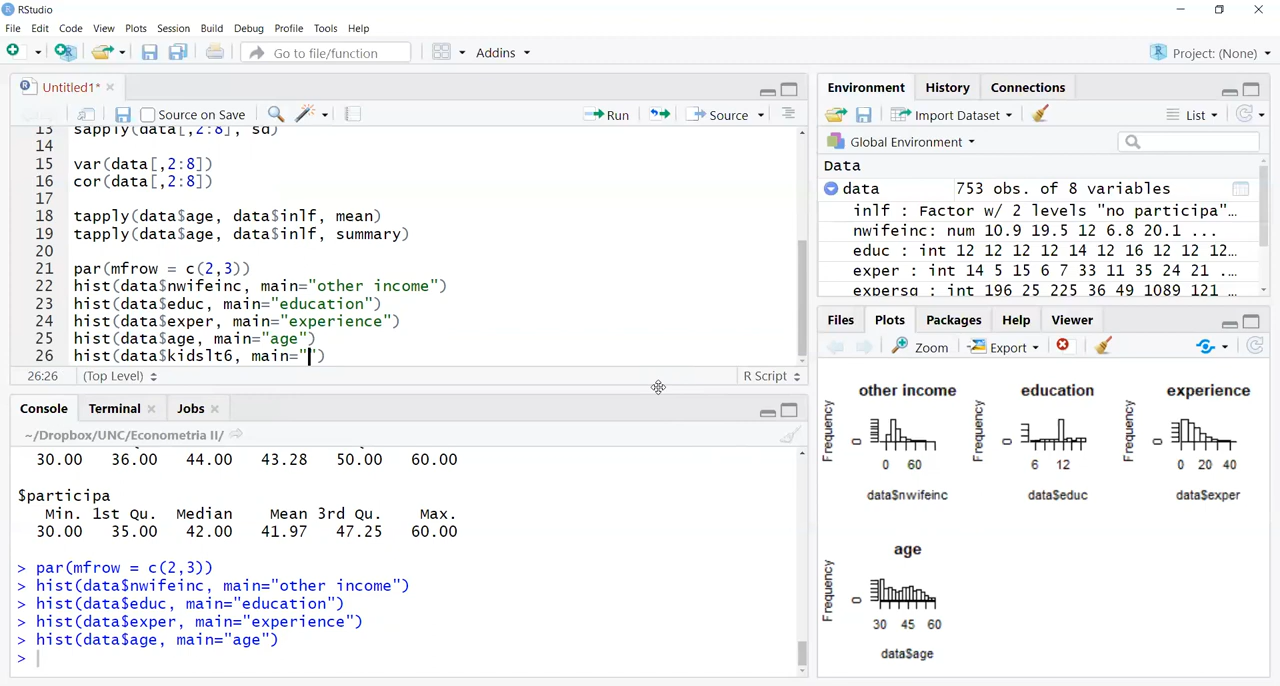 RStudio
File Edit Code View Plots Session Build Debug Profile Tools Help
Go to file/function Addins Project: (None)
Untitled1*
Source on Save Run Source
13 sapply(data[,2:8], sd)
14
15 var(data[,2:8])
16 cor(data[,2:8])
17
18 tapply(data$age, data$inlf, mean)
19 tapply(data$age, data$inlf, summary)
20
21 par(mfrow = c(2,3))
22 hist(data$nwifeinc, main="other income")
23 hist(data$educ, main="education")
24 hist(data$exper, main="experience")
25 hist(data$age, main="age")
26 hist(data$kidslt6, main="")
26:26 (Top Level) R Script
Console Terminal Jobs
~/Dropbox/UNC/Econometria II/
30.00 36.00 44.00 43.28 50.00 60.00
$participa
Min. 1st Qu. Median Mean 3rd Qu. Max.
30.00 35.00 42.00 41.97 47.25 60.00
> par(mfrow = c(2,3))
> hist(data$nwifeinc, main="other income")
> hist(data$educ, main="education")
> hist(data$exper, main="experience")
> hist(data$age, main="age")
>
Environment History Connections
Import Dataset List
Global Environment
Data
data 753 obs. of 8 variables
inlf : Factor w/ 2 levels "no participa"…
nwifeinc: num 10.9 19.5 12 6.8 20.1 ...
educ : int 12 12 12 12 14 12 16 12 12 12…
exper : int 14 5 15 6 7 33 11 35 24 21 …
expersq : int 196 25 225 36 49 1089 121 …
Files Plots Packages Help Viewer
Zoom Export
other income education experience
Frequency Frequency Frequency
0 0 0
0 60 6 12 0 20 40
data$nwifeinc data$educ data$exper
age
Frequency
0
30 45 60
data$age